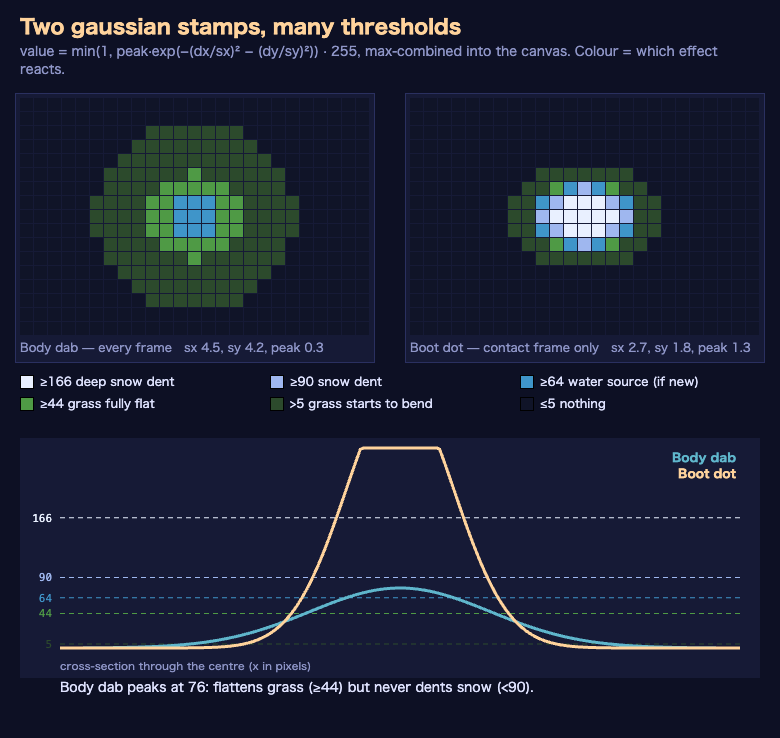 Two gaussian stamps, many thresholds
value = min(1, peak·exp(−(dx/sx)² − (dy/sy)²)) · 255, max-combined into the canvas. Colour = which effect
reacts.
Body dab — every frame sx 4.5, sy 4.2, peak 0.3
Boot dot — contact frame only sx 2.7, sy 1.8, peak 1.3
≥166 deep snow dent
≥90 snow dent
≥64 water source (if new)
≥44 grass fully flat
>5 grass starts to bend
≤5 nothing
Body dab
Boot dot
166
90
64
44
5
cross-section through the centre (x in pixels)
Body dab peaks at 76: flattens grass (≥44) but never dents snow (<90).